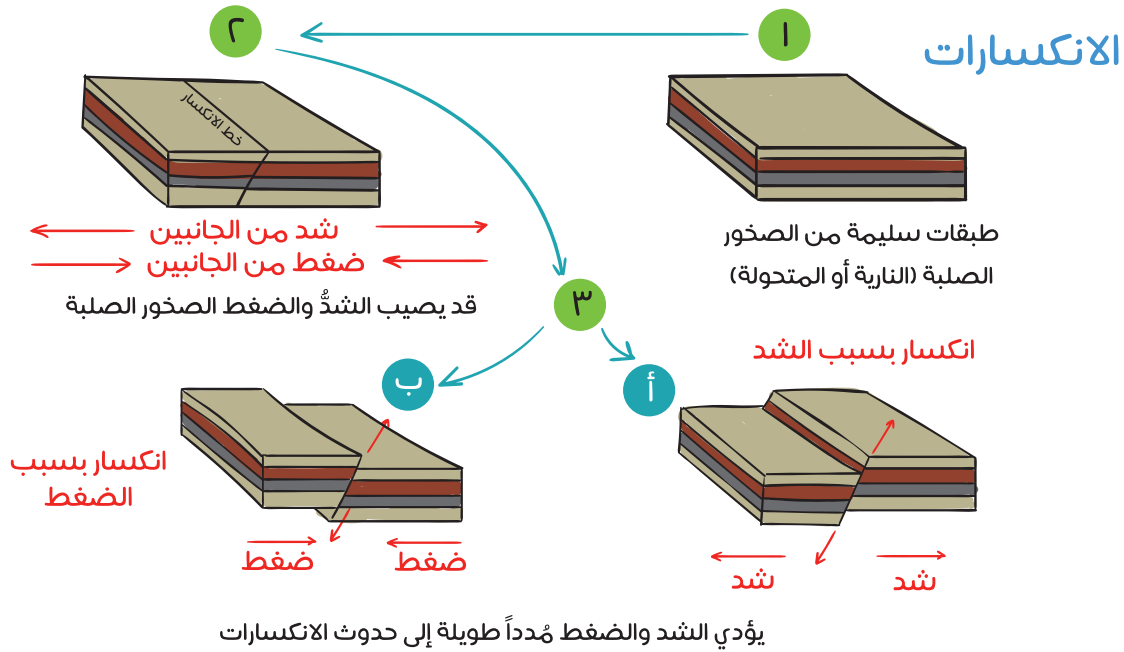 الانكسارات
١
٢
خط الانكسار
طبقات سليمة من الصخور
الصلبة (النارية أو المتحولة)
شد من الجانبين
ضغط من الجانبين
قد يصيب الشدُّ والضغط الصخور الصلبة
٣
أ
انكسار بسبب الشد
شد
شد
ب
انكسار بسبب
الضغط
ضغط
ضغط
يؤدي الشد والضغط مُدداً طويلة إلى حدوث الانكسارات